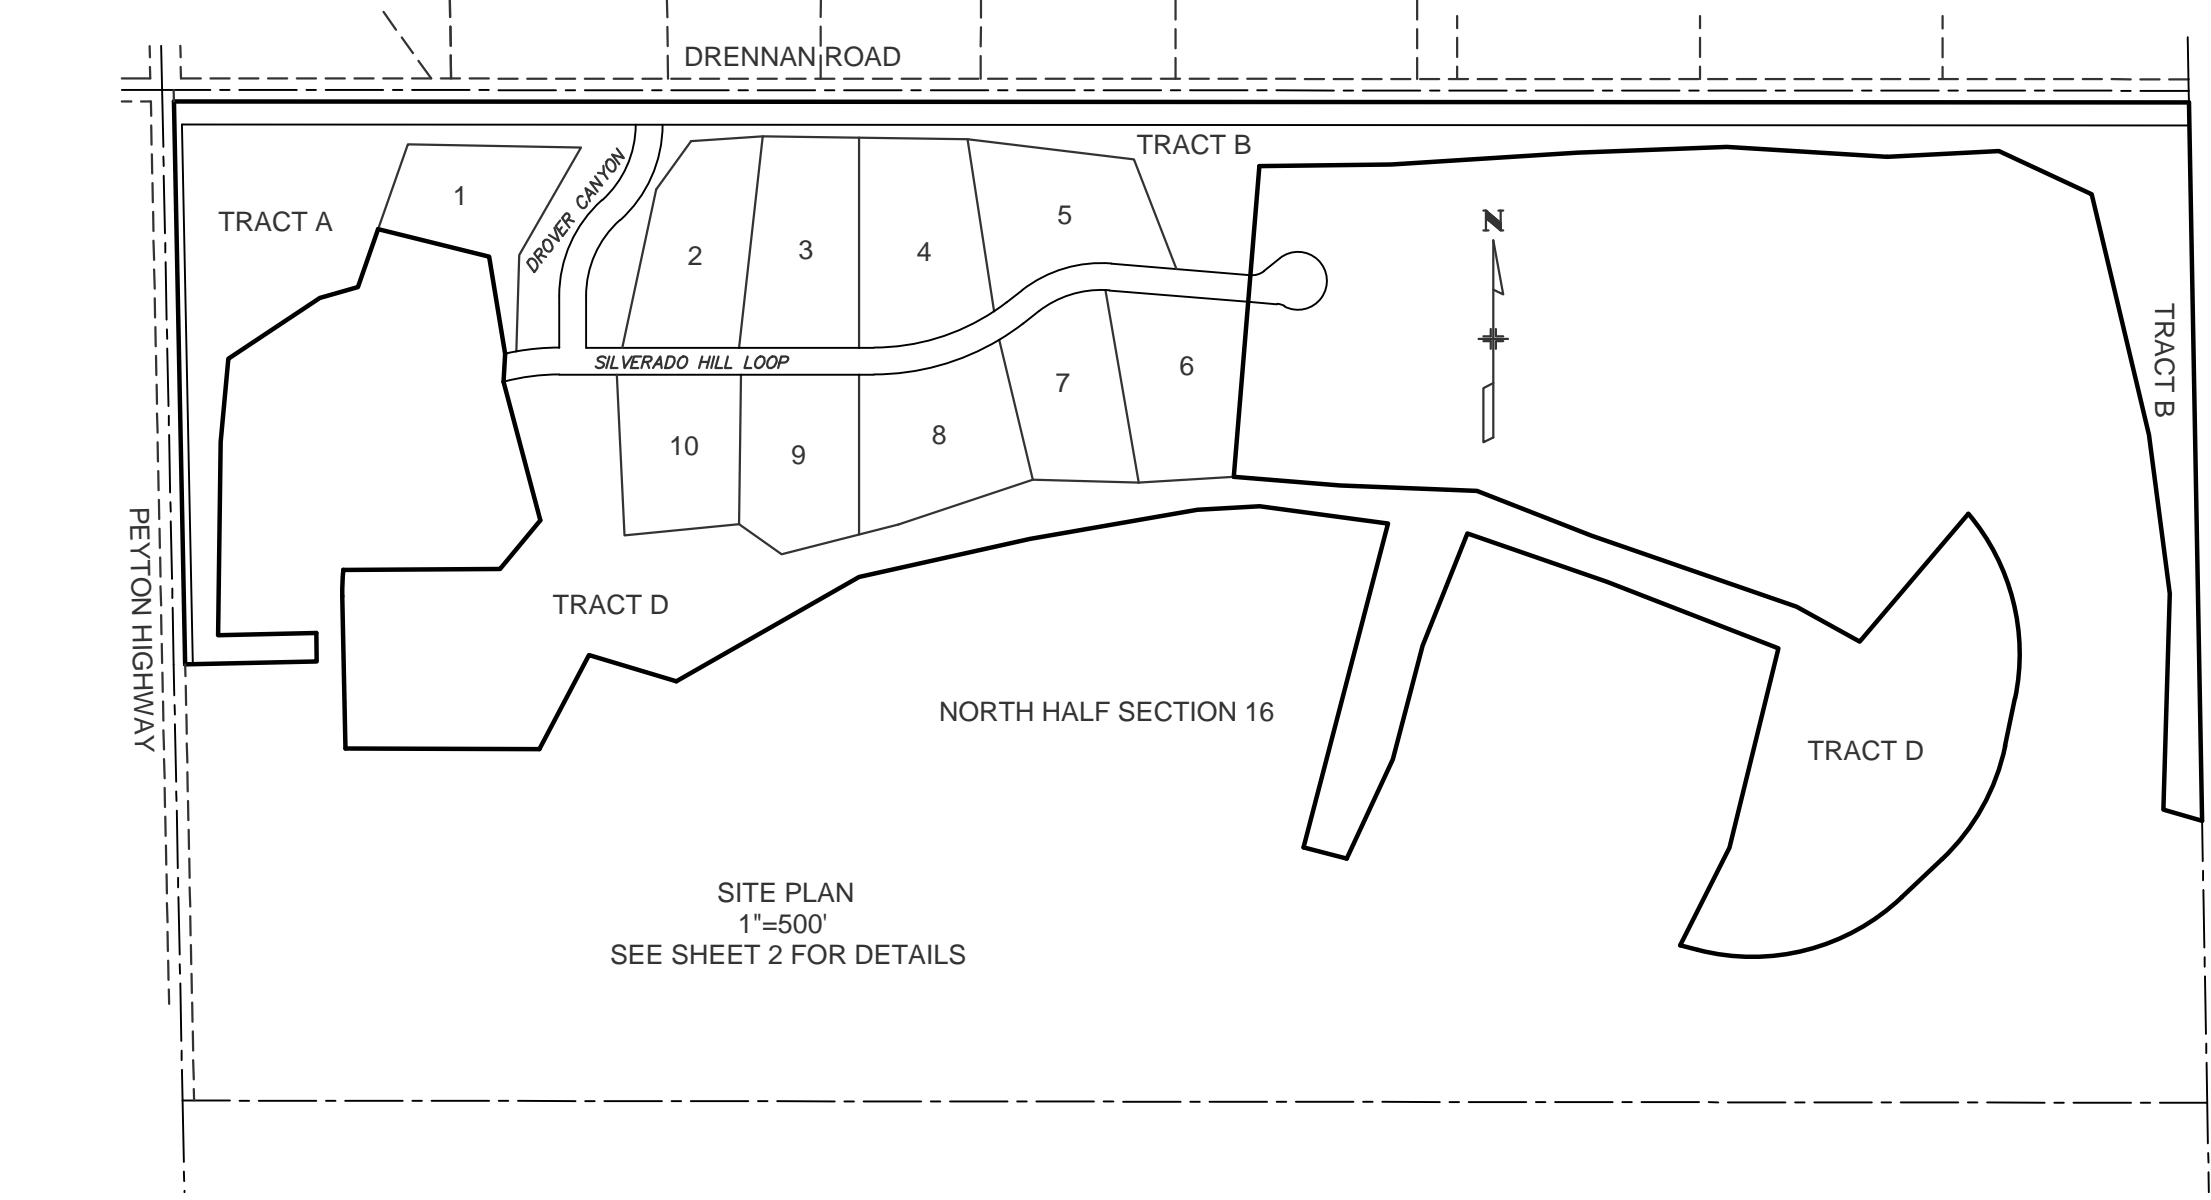 DRENNAN ROAD
TRACT B
TRACT A
1
DROVER CANYON
2
3
4
5
N
SILVERADO HILL LOOP
6
7
8
9
10
TRACT B
PEYTON HIGHWAY
TRACT D
NORTH HALF SECTION 16
TRACT D
SITE PLAN
1"=500'
SEE SHEET 2 FOR DETAILS